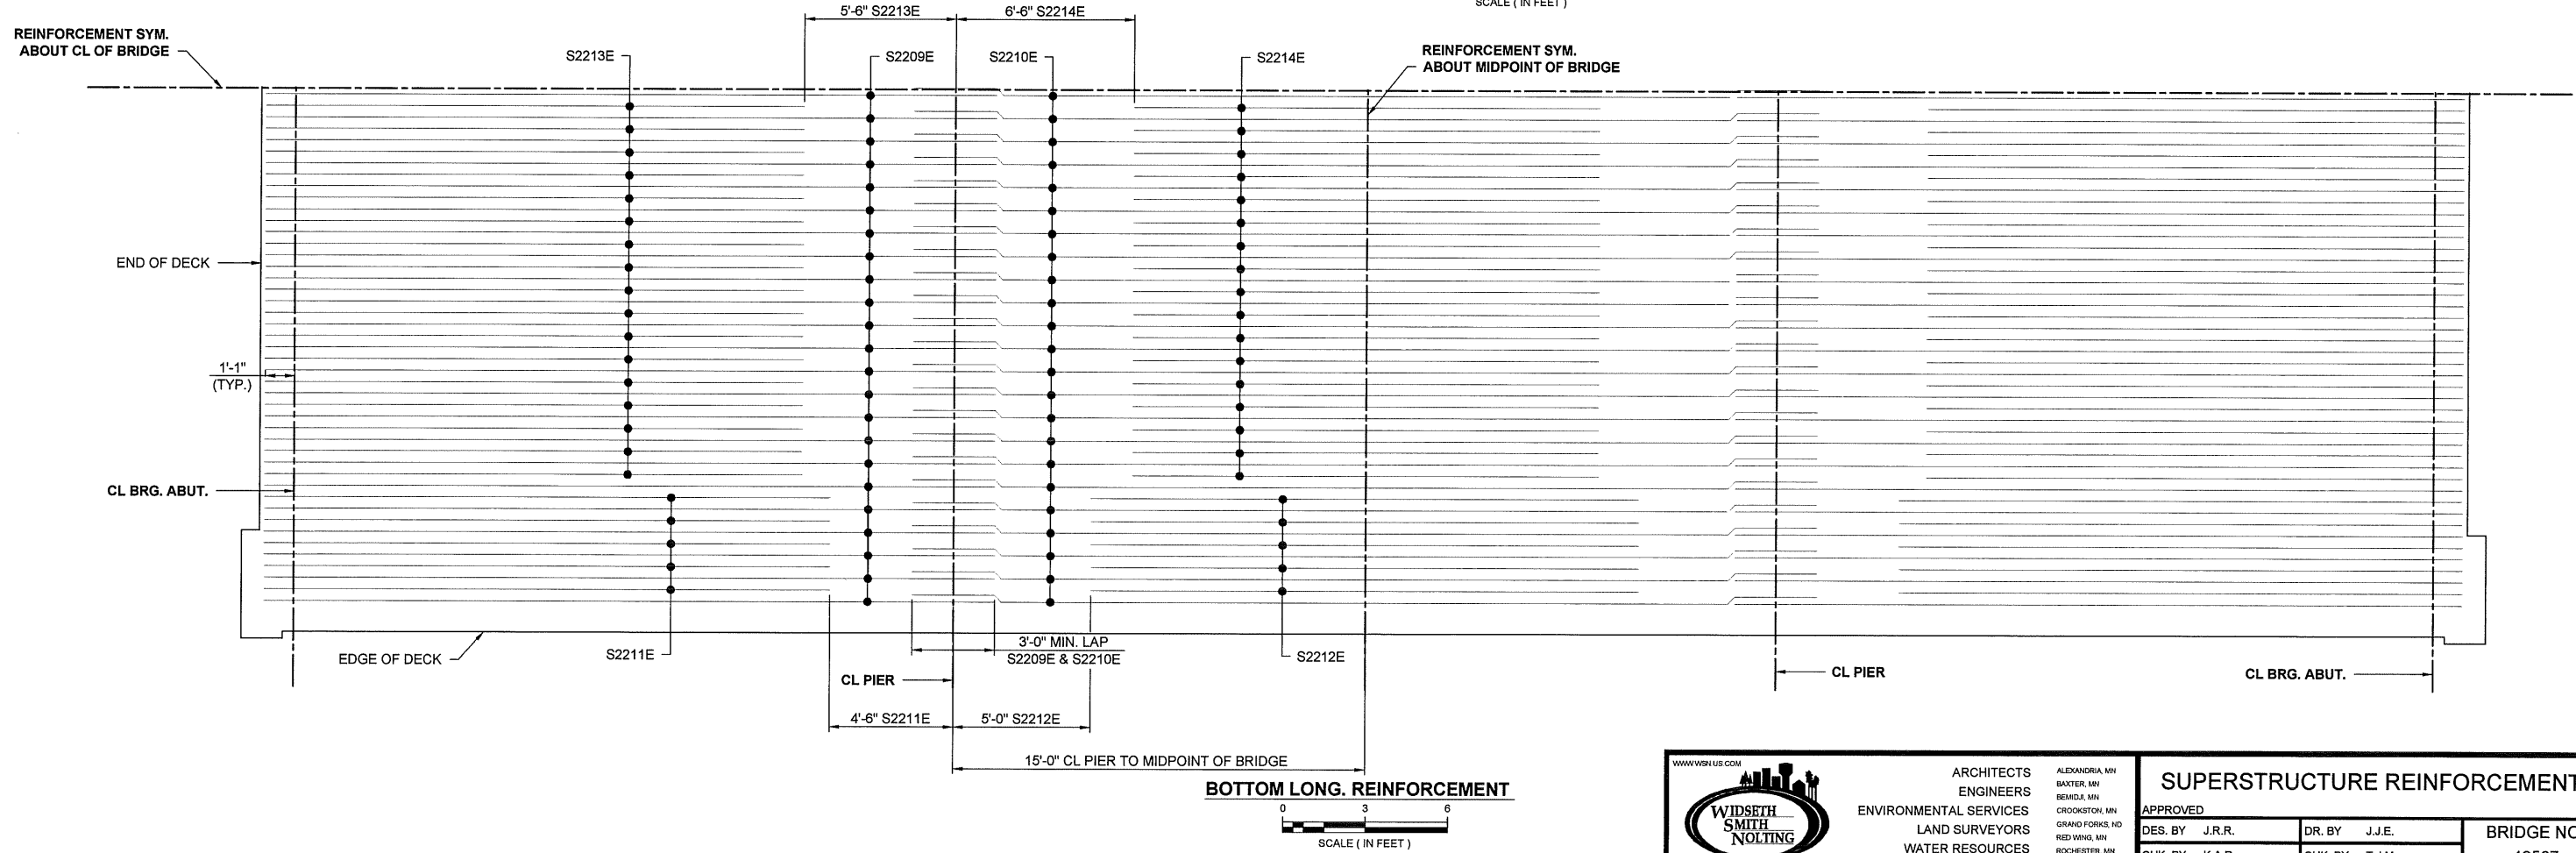 SCALE ( IN FEET )
5'-6" S2213E
6'-6" S2214E
REINFORCEMENT SYM.
ABOUT CL OF BRIDGE
S2213E
S2209E
S2210E
S2214E
REINFORCEMENT SYM.
ABOUT MIDPOINT OF BRIDGE
END OF DECK
1'-1"
(TYP.)
CL BRG. ABUT.
EDGE OF DECK
S2211E
3'-0" MIN. LAP
S2209E & S2210E
S2212E
CL PIER
CL PIER
CL BRG. ABUT.
4'-6" S2211E
5'-0" S2212E
15'-0" CL PIER TO MIDPOINT OF BRIDGE
BOTTOM LONG. REINFORCEMENT
0 3 6
SCALE ( IN FEET )
WWW.WSN.US.COM
WIDSETH
SMITH
NOLTING
ARCHITECTS
ENGINEERS
ENVIRONMENTAL SERVICES
LAND SURVEYORS
WATER RESOURCES
ALEXANDRIA, MN
BAXTER, MN
BEMIDJI, MN
CROOKSTON, MN
GRAND FORKS, ND
RED WING, MN
ROCHESTER, MN
SUPERSTRUCTURE REINFORCEMENT
APPROVED
DES. BY J.R.R.
DR. BY J.J.E.
BRIDGE NO